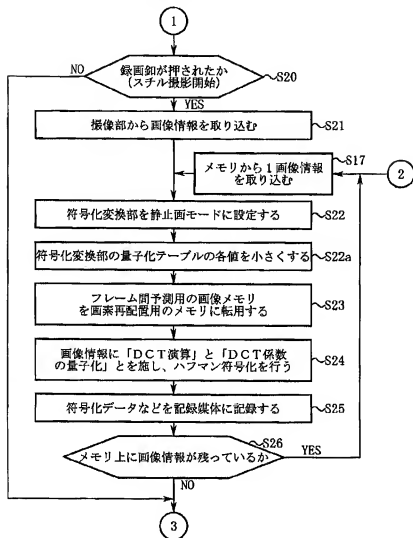 1
NO
録画釦が押されたか
(スチル撮影開始)
S20
YES
撮像部から画像情報を取り込む
S21
S17
メモリから1画像情報
を取り込む
2
符号化変換部を静止画モードに設定する
S22
符号化変換部の量子化テーブルの各値を小さくする
S22a
フレーム間予測用の画像メモリ
を画素再配置用のメモリに転用する
S23
画像情報に「DCT演算」と「DCT係数
の量子化」とを施し、ハフマン符号化を行う
S24
符号化データなどを記録媒体に記録する
S25
S26
メモリ上に画像情報が残っているか
YES
NO
3